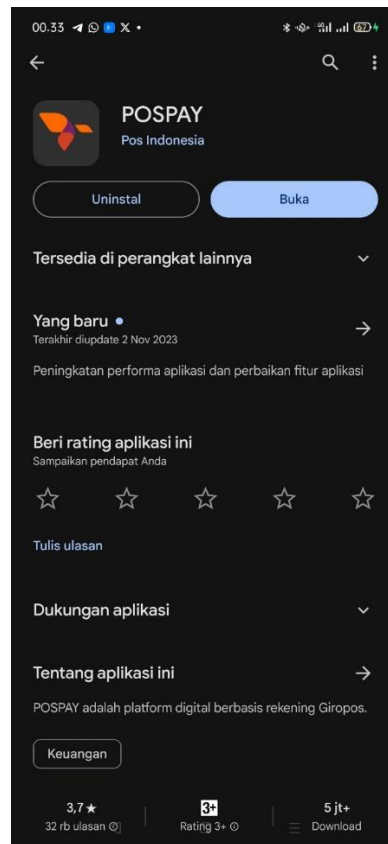 00.33
67
POSPAY
Pos Indonesia
Uninstal
Buka
Tersedia di perangkat lainnya
Yang baru
Terakhir diupdate 2 Nov 2023
Peningkatan performa aplikasi dan perbaikan fitur aplikasi
Beri rating aplikasi ini
Sampaikan pendapat Anda
Tulis ulasan
Dukungan aplikasi
Tentang aplikasi ini
POSPAY adalah platform digital berbasis rekening Giropos.
Keuangan
3,7★
3+
5 jt+
32 rb ulasan
Rating 3+
Download